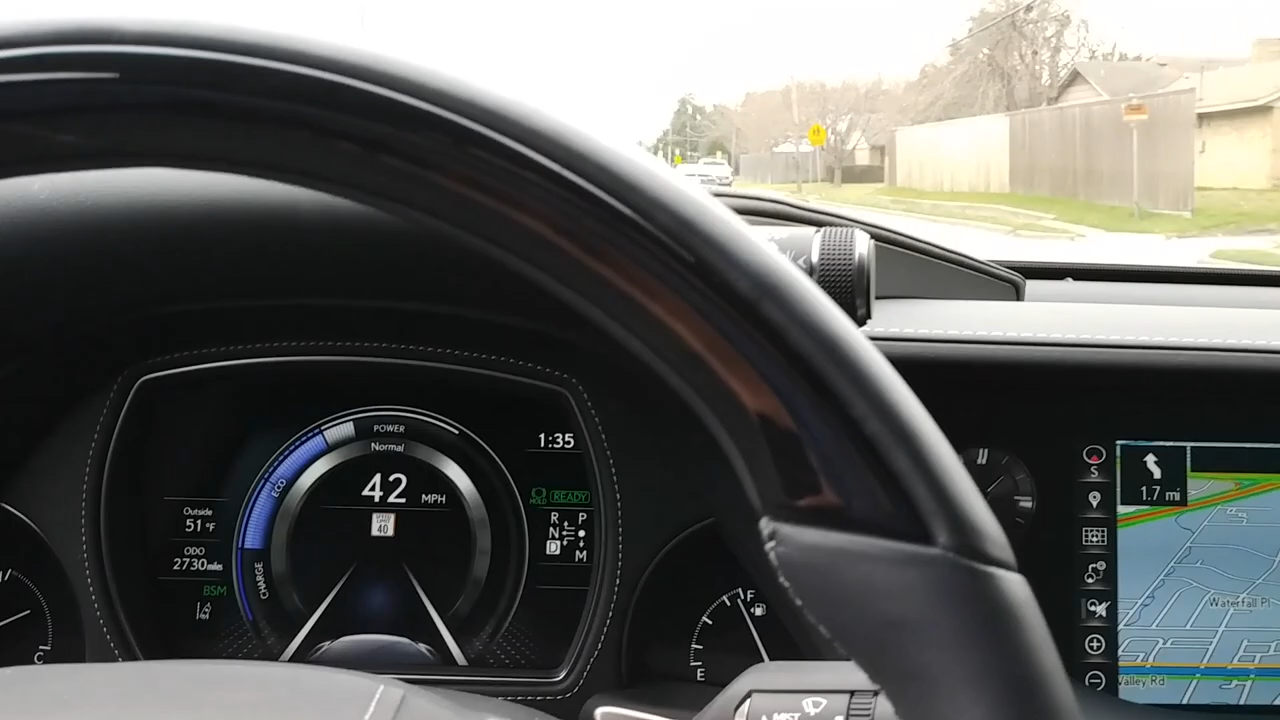 POWER
Normal
ECO
CHARGE
42 MPH
SPEED
LIMIT
40
1:35
HOLD READY
R P
N
D M
Outside
51 °F
ODO
2730 miles
BSM
C
F
E
MIST
S
1.7 mi
Waterfall Pl
Valley Rd